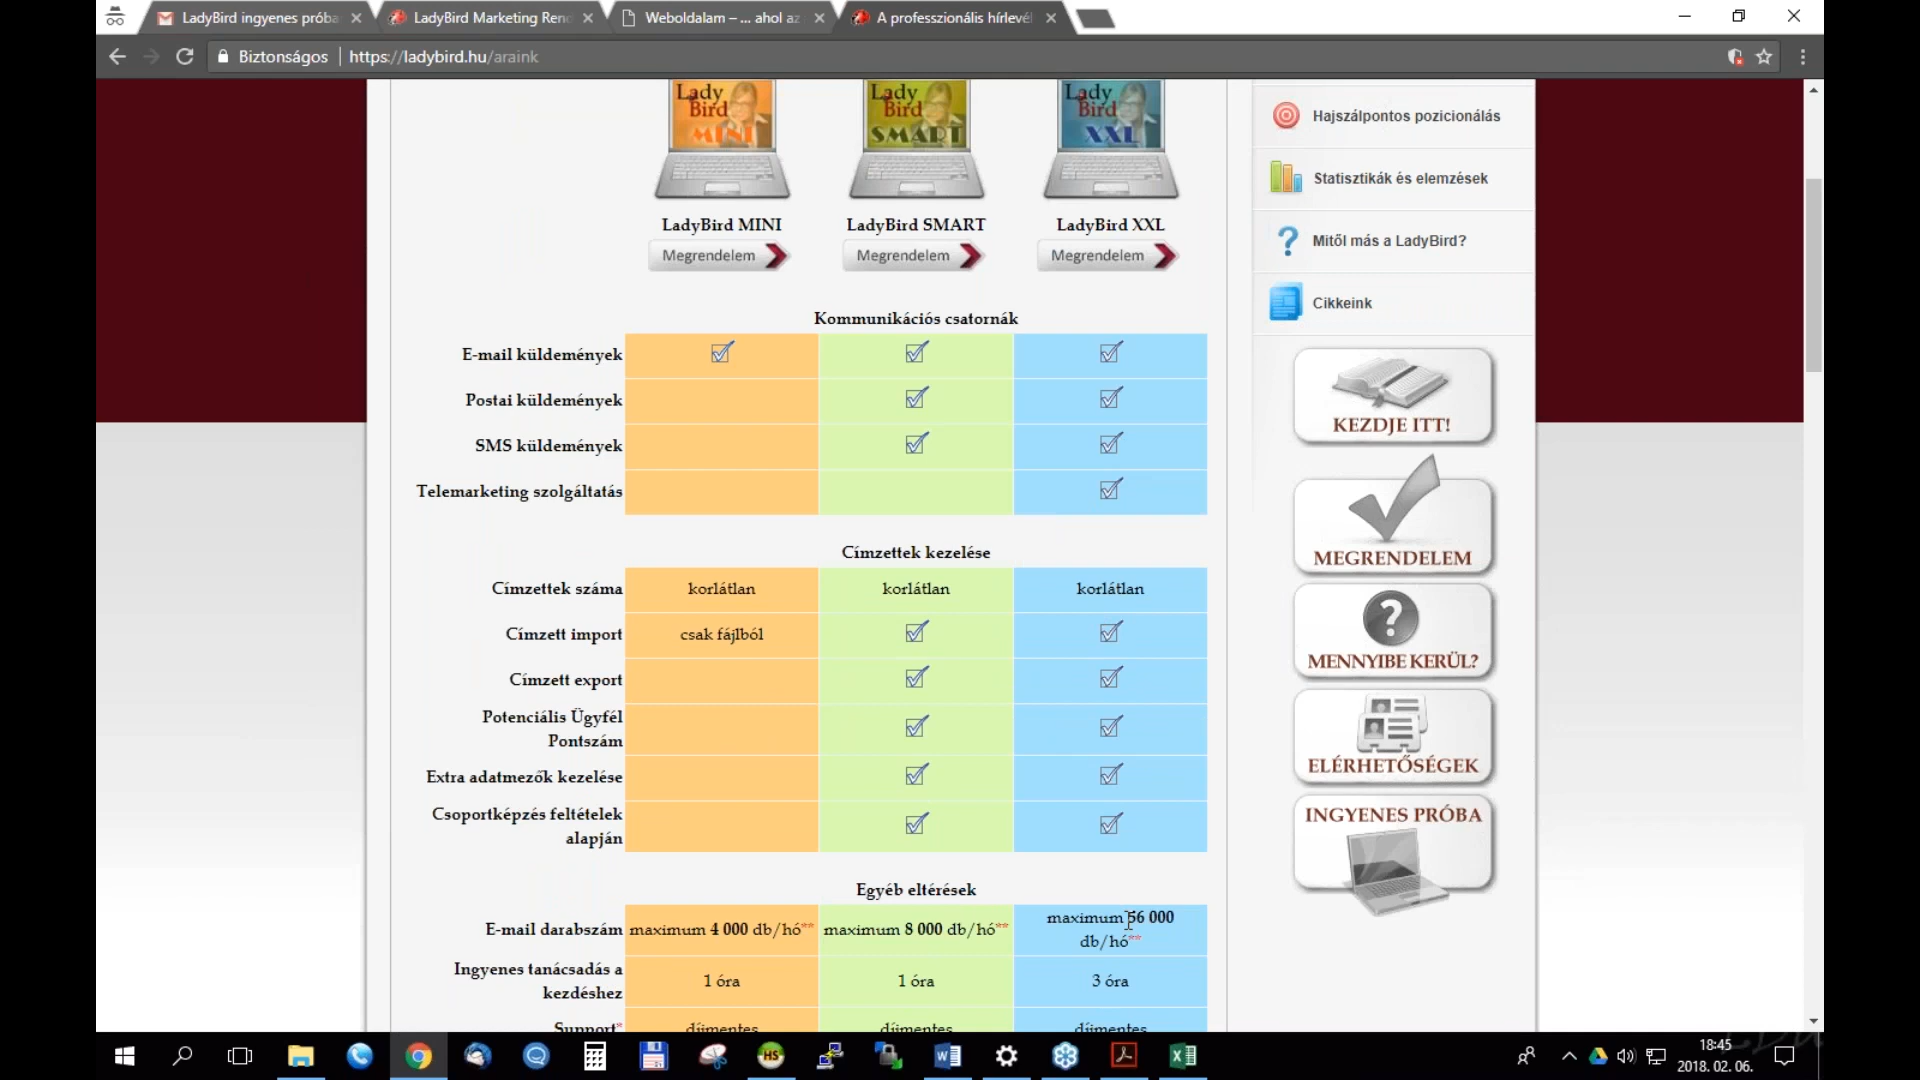 LadyBird ingyenes próba
LadyBird Marketing Rend
Weboldalam – ... ahol az
A professzionális hírlevél
Biztonságos
https://ladybird.hu/araink
Lady Bird MINI
Lady Bird SMART
Lady Bird XXL
LadyBird MINI
LadyBird SMART
LadyBird XXL
Megrendelem
Megrendelem
Megrendelem
Kommunikációs csatornák
E-mail küldemények
Postai küldemények
SMS küldemények
Telemarketing szolgáltatás
Címzettek kezelése
Címzettek száma korlátlan korlátlan korlátlan
Címzett import csak fájlból
Címzett export
Potenciális Ügyfél
Pontszám
Extra adatmezők kezelése
Csoportképzés feltételek
alapján
Egyéb eltérések
E-mail darabszám maximum 4 000 db/hó** maximum 8 000 db/hó** maximum 56 000
db/hó**
Ingyenes tanácsadás a
kezdéshez 1 óra 1 óra 3 óra
Support* díjmentes díjmentes díjmentes
Hajszálpontos pozicionálás
Statisztikák és elemzések
Mitől más a LadyBird?
Cikkeink
KEZDJE ITT!
MEGRENDELEM
MENNYIBE KERÜL?
ELÉRHETŐSÉGEK
INGYENES PRÓBA
HS
18:45
2018. 02. 06.